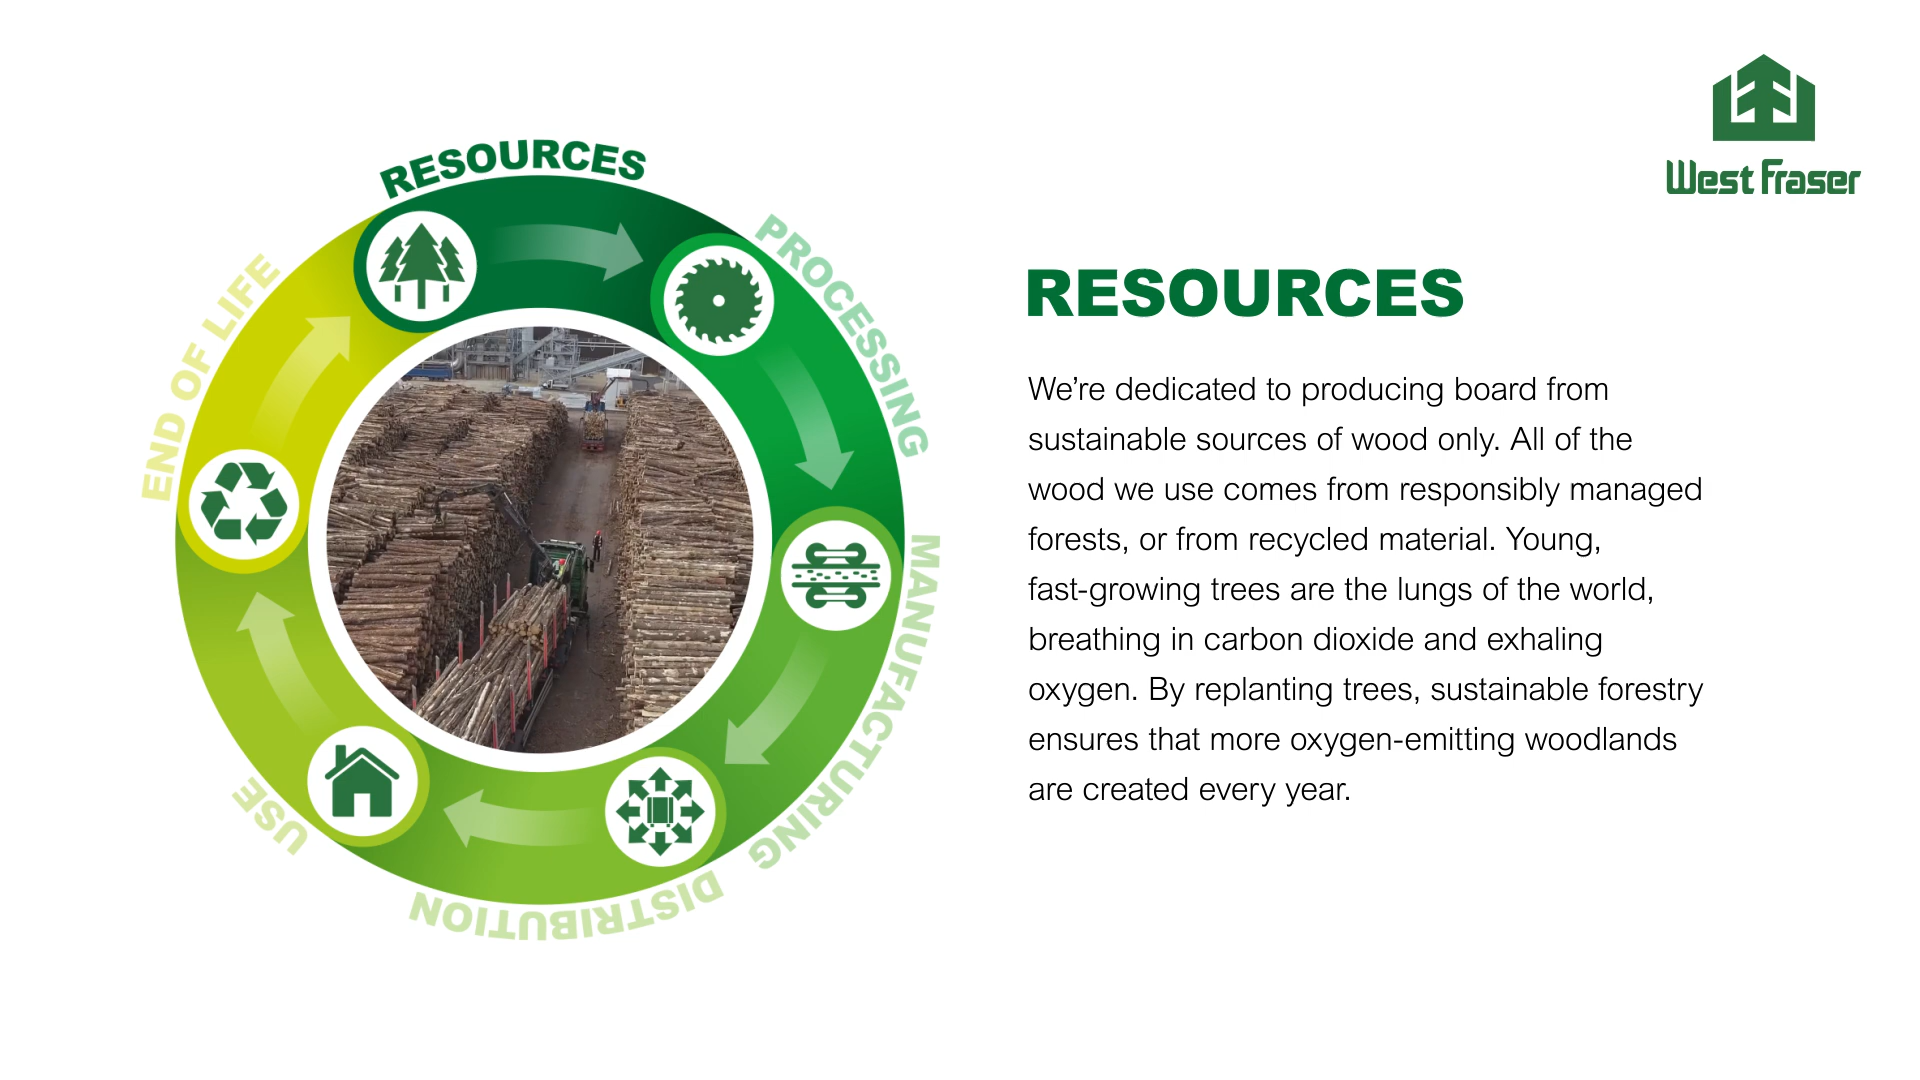 RESOURCES
PROCESSING
MANUFACTURING
DISTRIBUTION
USE
END OF LIFE
West Fraser
RESOURCES
We’re dedicated to producing board from
sustainable sources of wood only. All of the
wood we use comes from responsibly managed
forests, or from recycled material. Young,
fast-growing trees are the lungs of the world,
breathing in carbon dioxide and exhaling
oxygen. By replanting trees, sustainable forestry
ensures that more oxygen-emitting woodlands
are created every year.